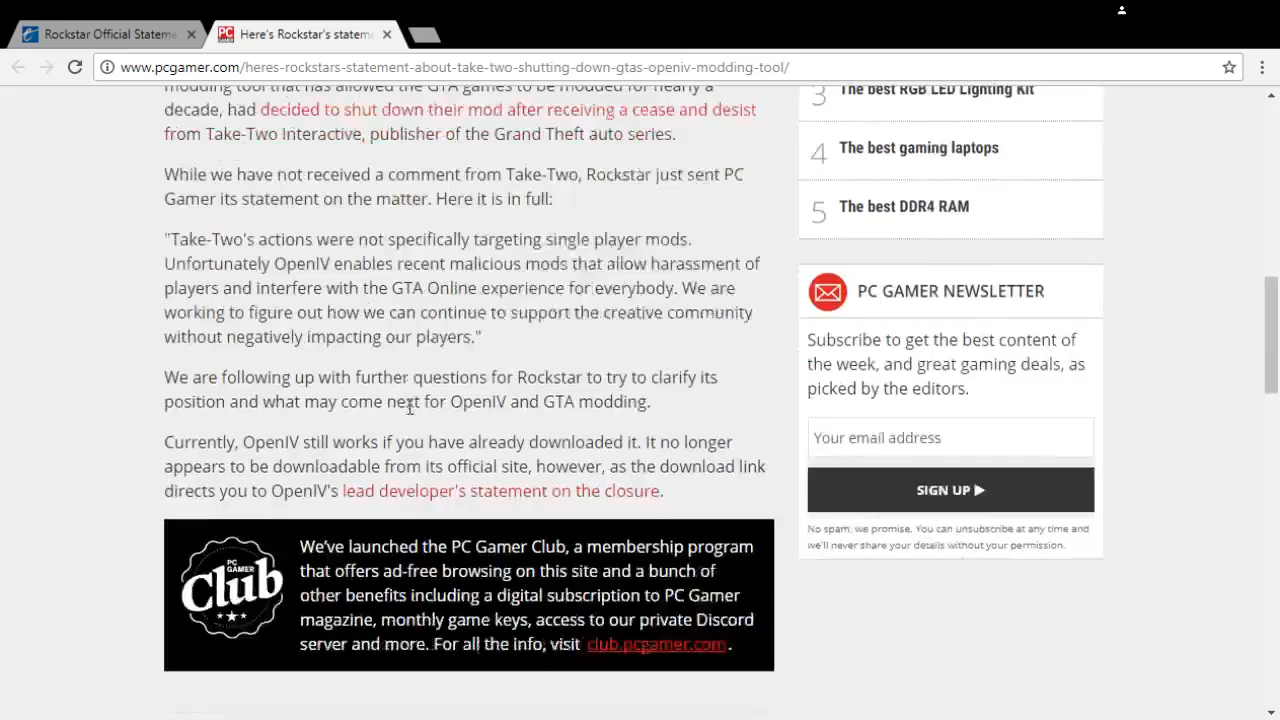 Rockstar Official Stateme
Here's Rockstar's stateme
www.pcgamer.com/heres-rockstars-statement-about-take-two-shutting-down-gtas-openiv-modding-tool/
modding tool that has allowed the GTA games to be modded for nearly a
decade, had decided to shut down their mod after receiving a cease and desist
from Take-Two Interactive, publisher of the Grand Theft auto series.
While we have not received a comment from Take-Two, Rockstar just sent PC
Gamer its statement on the matter. Here it is in full:
"Take-Two's actions were not specifically targeting single player mods.
Unfortunately OpenIV enables recent malicious mods that allow harassment of
players and interfere with the GTA Online experience for everybody. We are
working to figure out how we can continue to support the creative community
without negatively impacting our players."
We are following up with further questions for Rockstar to try to clarify its
position and what may come next for OpenIV and GTA modding.
Currently, OpenIV still works if you have already downloaded it. It no longer
appears to be downloadable from its official site, however, as the download link
directs you to OpenIV's lead developer's statement on the closure.
PC
GAMER
Club
We've launched the PC Gamer Club, a membership program
that offers ad-free browsing on this site and a bunch of
other benefits including a digital subscription to PC Gamer
magazine, monthly game keys, access to our private Discord
server and more. For all the info, visit club.pcgamer.com .
3 The best RGB LED Lighting Kit
4 The best gaming laptops
5 The best DDR4 RAM
PC GAMER NEWSLETTER
Subscribe to get the best content of
the week, and great gaming deals, as
picked by the editors.
Your email address
SIGN UP
No spam, we promise. You can unsubscribe at any time and
we'll never share your details without your permission.